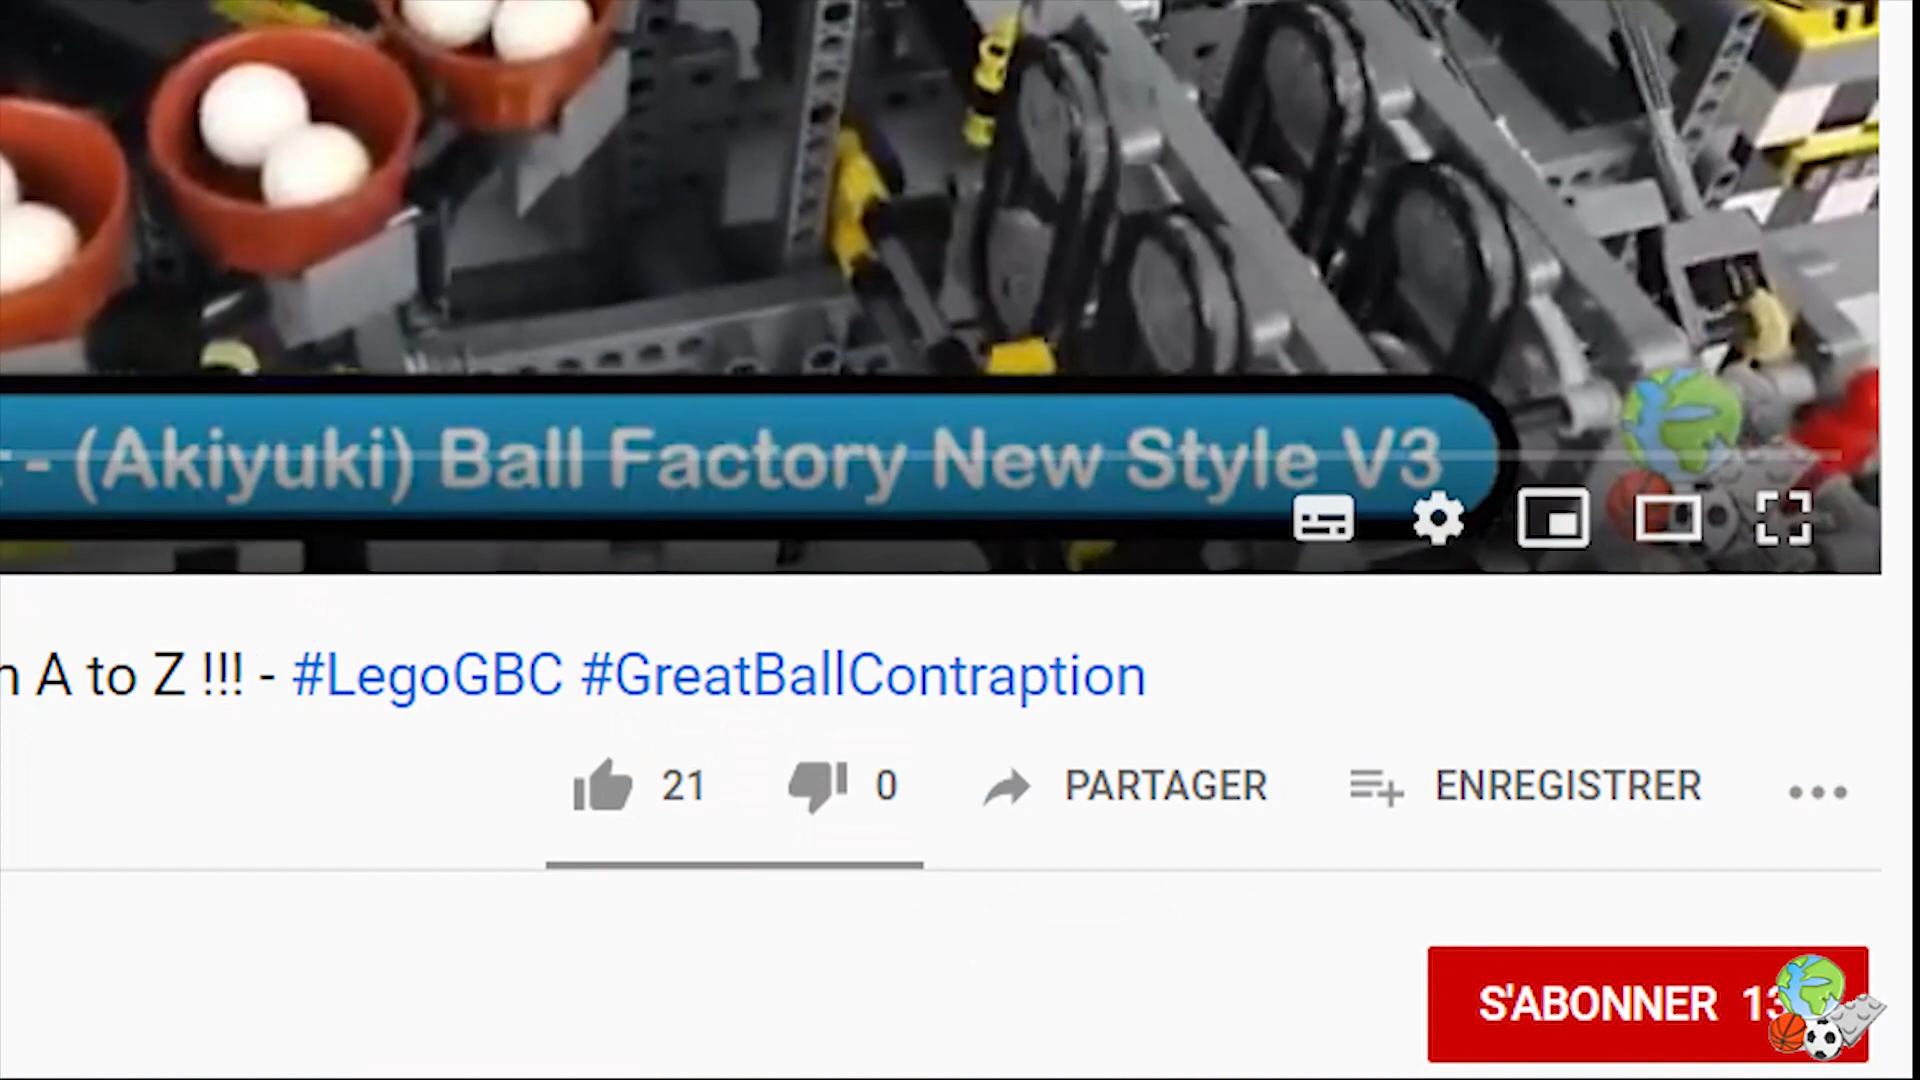 - (Akiyuki) Ball Factory New Style V3
A to Z !!! - #LegoGBC #GreatBallContraption
21 0 PARTAGER ENREGISTRER
S'ABONNER